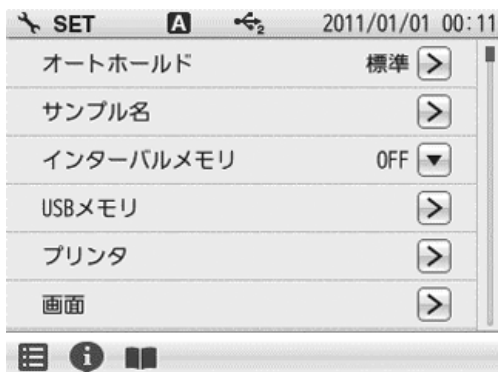 SET A 2 2011/01/01 00:11
オートホールド 標準
サンプル名
インターバルメモリ OFF
USBメモリ
プリンタ
画面